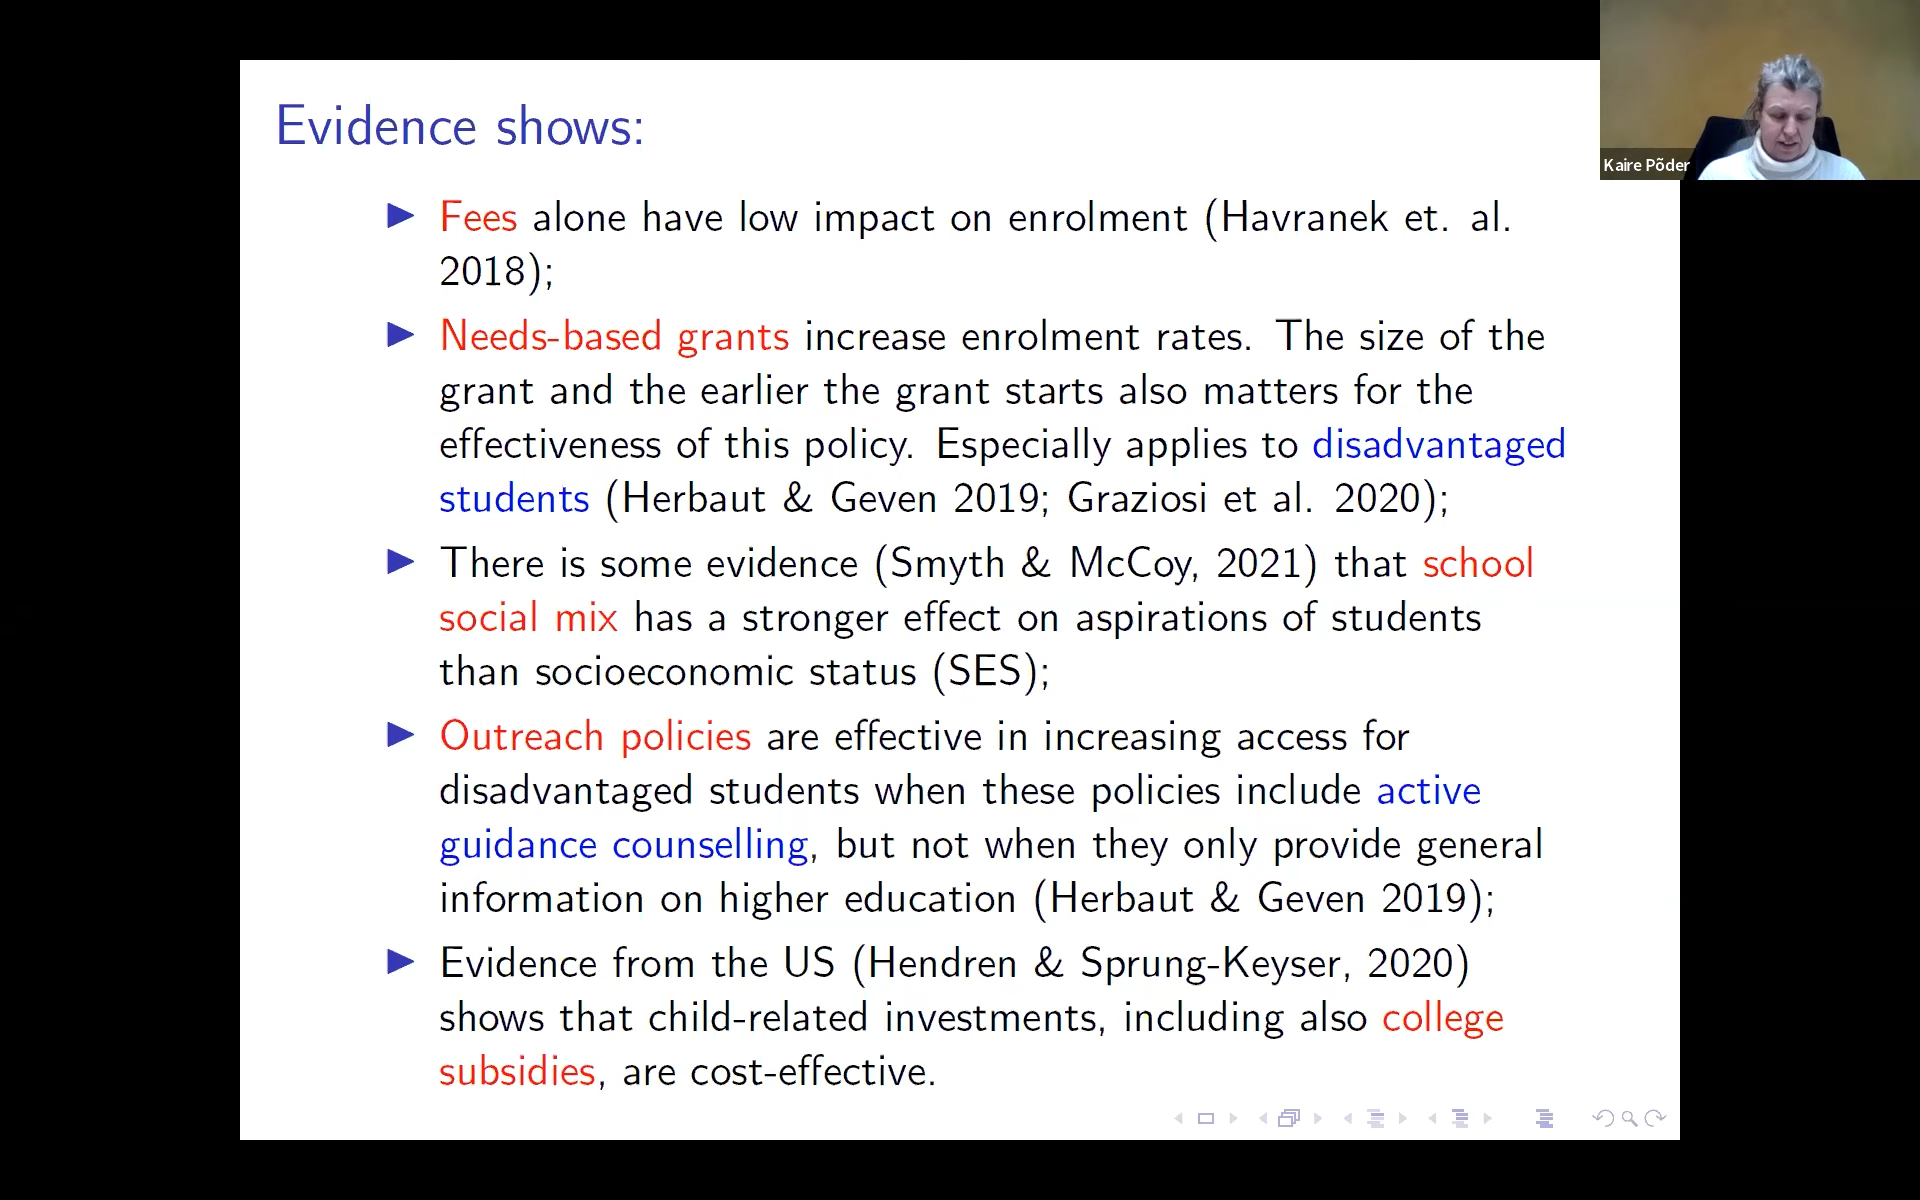 Evidence shows:
Fees alone have low impact on enrolment (Havranek et. al.
2018);
Needs-based grants increase enrolment rates. The size of the
grant and the earlier the grant starts also matters for the
effectiveness of this policy. Especially applies to disadvantaged
students (Herbaut & Geven 2019; Graziosi et al. 2020);
There is some evidence (Smyth & McCoy, 2021) that school
social mix has a stronger effect on aspirations of students
than socioeconomic status (SES);
Outreach policies are effective in increasing access for
disadvantaged students when these policies include active
guidance counselling, but not when they only provide general
information on higher education (Herbaut & Geven 2019);
Evidence from the US (Hendren & Sprung-Keyser, 2020)
shows that child-related investments, including also college
subsidies, are cost-effective.
Kaire Põder